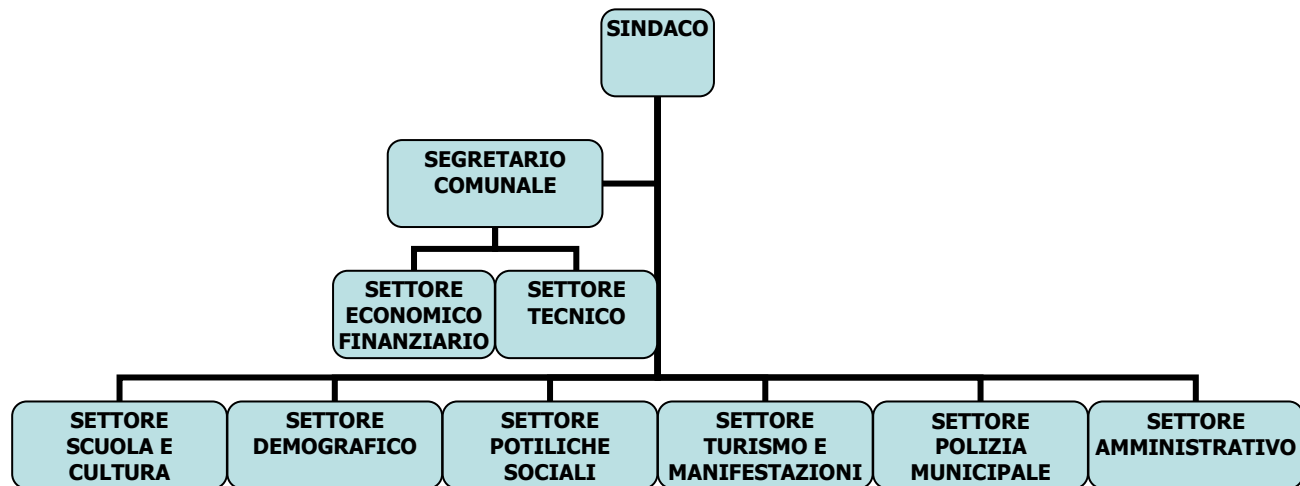 SINDACO
SEGRETARIO
COMUNALE
SETTORE
ECONOMICO
FINANZIARIO
SETTORE
TECNICO
SETTORE
SCUOLA E
CULTURA
SETTORE
DEMOGRAFICO
SETTORE
POTILICHE
SOCIALI
SETTORE
TURISMO E
MANIFESTAZIONI
SETTORE
POLIZIA
MUNICIPALE
SETTORE
AMMINISTRATIVO